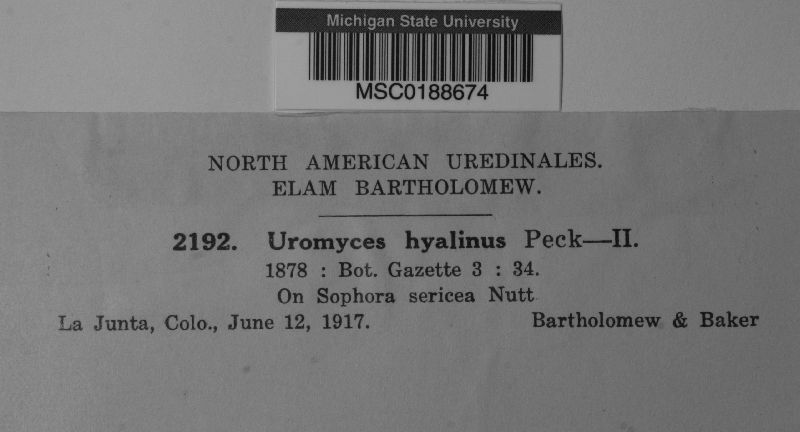 Michigan State University
MSC0188674
NORTH AMERICAN UREDINALES.
ELAM BARTHOLOMEW.
2192. Uromyces hyalinus Peck—II.
1878 : Bot. Gazette 3 : 34.
On Sophora sericea Nutt
La Junta, Colo., June 12, 1917. Bartholomew & Baker